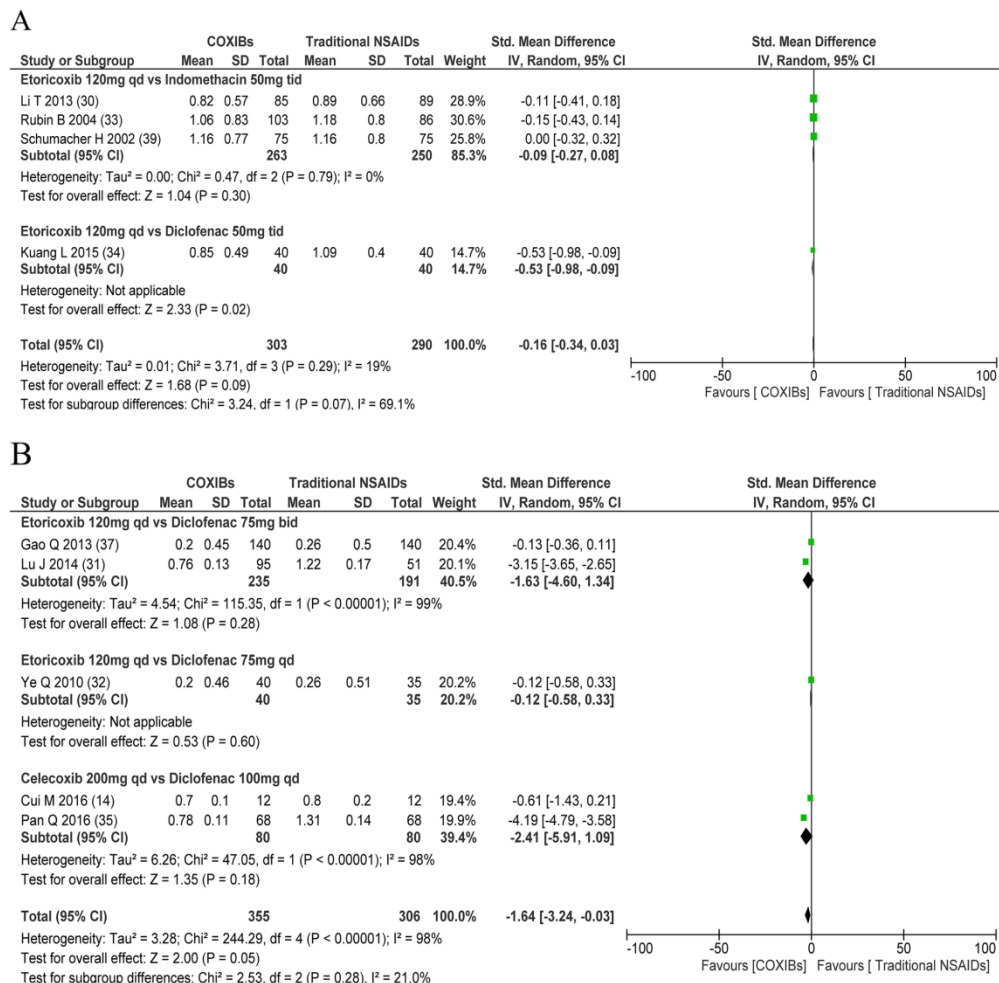 A
COXIBs Traditional NSAIDs Std. Mean Difference Std. Mean Difference
Study or Subgroup Mean SD Total Mean SD Total Weight IV, Random, 95% CI IV, Random, 95% CI
Etoricoxib 120mg qd vs Indomethacin 50mg tid
Li T 2013 (30) 0.82 0.57 85 0.89 0.66 89 28.9% -0.11 [-0.41, 0.18]
Rubin B 2004 (33) 1.06 0.83 103 1.18 0.8 86 30.6% -0.15 [-0.43, 0.14]
Schumacher H 2002 (39) 1.16 0.77 75 1.16 0.8 75 25.8% 0.00 [-0.32, 0.32]
Subtotal (95% CI) 263 250 85.3% -0.09 [-0.27, 0.08]
Heterogeneity: Tau² = 0.00; Chi² = 0.47, df = 2 (P = 0.79); I² = 0%
Test for overall effect: Z = 1.04 (P = 0.30)
Etoricoxib 120mg qd vs Diclofenac 50mg tid
Kuang L 2015 (34) 0.85 0.49 40 1.09 0.4 40 14.7% -0.53 [-0.98, -0.09]
Subtotal (95% CI) 40 40 14.7% -0.53 [-0.98, -0.09]
Heterogeneity: Not applicable
Test for overall effect: Z = 2.33 (P = 0.02)
Total (95% CI) 303 290 100.0% -0.16 [-0.34, 0.03]
Heterogeneity: Tau² = 0.01; Chi² = 3.71, df = 3 (P = 0.29); I² = 19%
Test for overall effect: Z = 1.68 (P = 0.09)
Test for subgroup differences: Chi² = 3.24, df = 1 (P = 0.07), I² = 69.1%
-100 -50 0 50 100
Favours [ COXIBs] Favours [ Traditional NSAIDs]
B
COXIBs Traditional NSAIDs Std. Mean Difference Std. Mean Difference
Study or Subgroup Mean SD Total Mean SD Total Weight IV, Random, 95% CI IV, Random, 95% CI
Etoricoxib 120mg qd vs Diclofenac 75mg bid
Gao Q 2013 (37) 0.2 0.45 140 0.26 0.5 140 20.4% -0.13 [-0.36, 0.11]
Lu J 2014 (31) 0.76 0.13 95 1.22 0.17 51 20.1% -3.15 [-3.65, -2.65]
Subtotal (95% CI) 235 191 40.5% -1.63 [-4.60, 1.34]
Heterogeneity: Tau² = 4.54; Chi² = 115.35, df = 1 (P < 0.00001); I² = 99%
Test for overall effect: Z = 1.08 (P = 0.28)
Etoricoxib 120mg qd vs Diclofenac 75mg qd
Ye Q 2010 (32) 0.2 0.46 40 0.26 0.51 35 20.2% -0.12 [-0.58, 0.33]
Subtotal (95% CI) 40 35 20.2% -0.12 [-0.58, 0.33]
Heterogeneity: Not applicable
Test for overall effect: Z = 0.53 (P = 0.60)
Celecoxib 200mg qd vs Diclofenac 100mg qd
Cui M 2016 (14) 0.7 0.1 12 0.8 0.2 12 19.4% -0.61 [-1.43, 0.21]
Pan Q 2016 (35) 0.78 0.11 68 1.31 0.14 68 19.9% -4.19 [-4.79, -3.58]
Subtotal (95% CI) 80 80 39.4% -2.41 [-5.91, 1.09]
Heterogeneity: Tau² = 6.26; Chi² = 47.05, df = 1 (P < 0.00001); I² = 98%
Test for overall effect: Z = 1.35 (P = 0.18)
Total (95% CI) 355 306 100.0% -1.64 [-3.24, -0.03]
Heterogeneity: Tau² = 3.28; Chi² = 244.29, df = 4 (P < 0.00001); I² = 98%
Test for overall effect: Z = 2.00 (P = 0.05)
Test for subgroup differences: Chi² = 2.53, df = 2 (P = 0.28), I² = 21.0%
-100 -50 0 50 100
Favours [COXIBs] Favours [ Traditional NSAIDs]